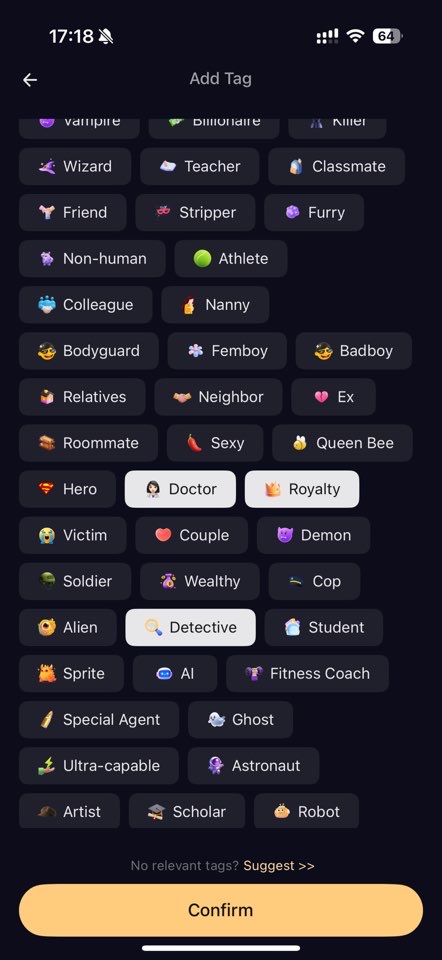 17:18
64
Add Tag
Vampire Billionaire Killer
Wizard Teacher Classmate
Friend Stripper Furry
Non-human Athlete
Colleague Nanny
Bodyguard Femboy Badboy
Relatives Neighbor Ex
Roommate Sexy Queen Bee
Hero Doctor Royalty
Victim Couple Demon
Soldier Wealthy Cop
Alien Detective Student
Sprite AI Fitness Coach
Special Agent Ghost
Ultra-capable Astronaut
Artist Scholar Robot
No relevant tags? Suggest >>
Confirm